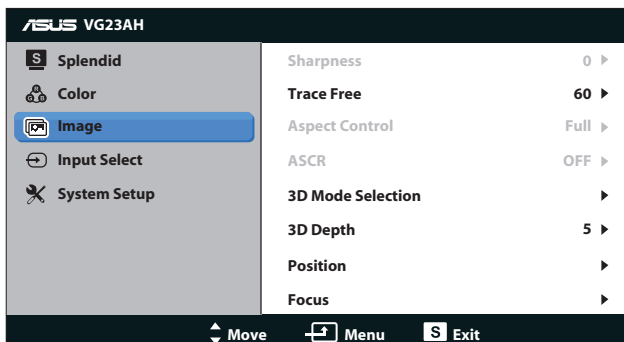 ASUS VG23AH
S Splendid
Color
Image
Input Select
System Setup
Sharpness 0
Trace Free 60
Aspect Control Full
ASCR OFF
3D Mode Selection
3D Depth 5
Position
Focus
Move Menu S Exit